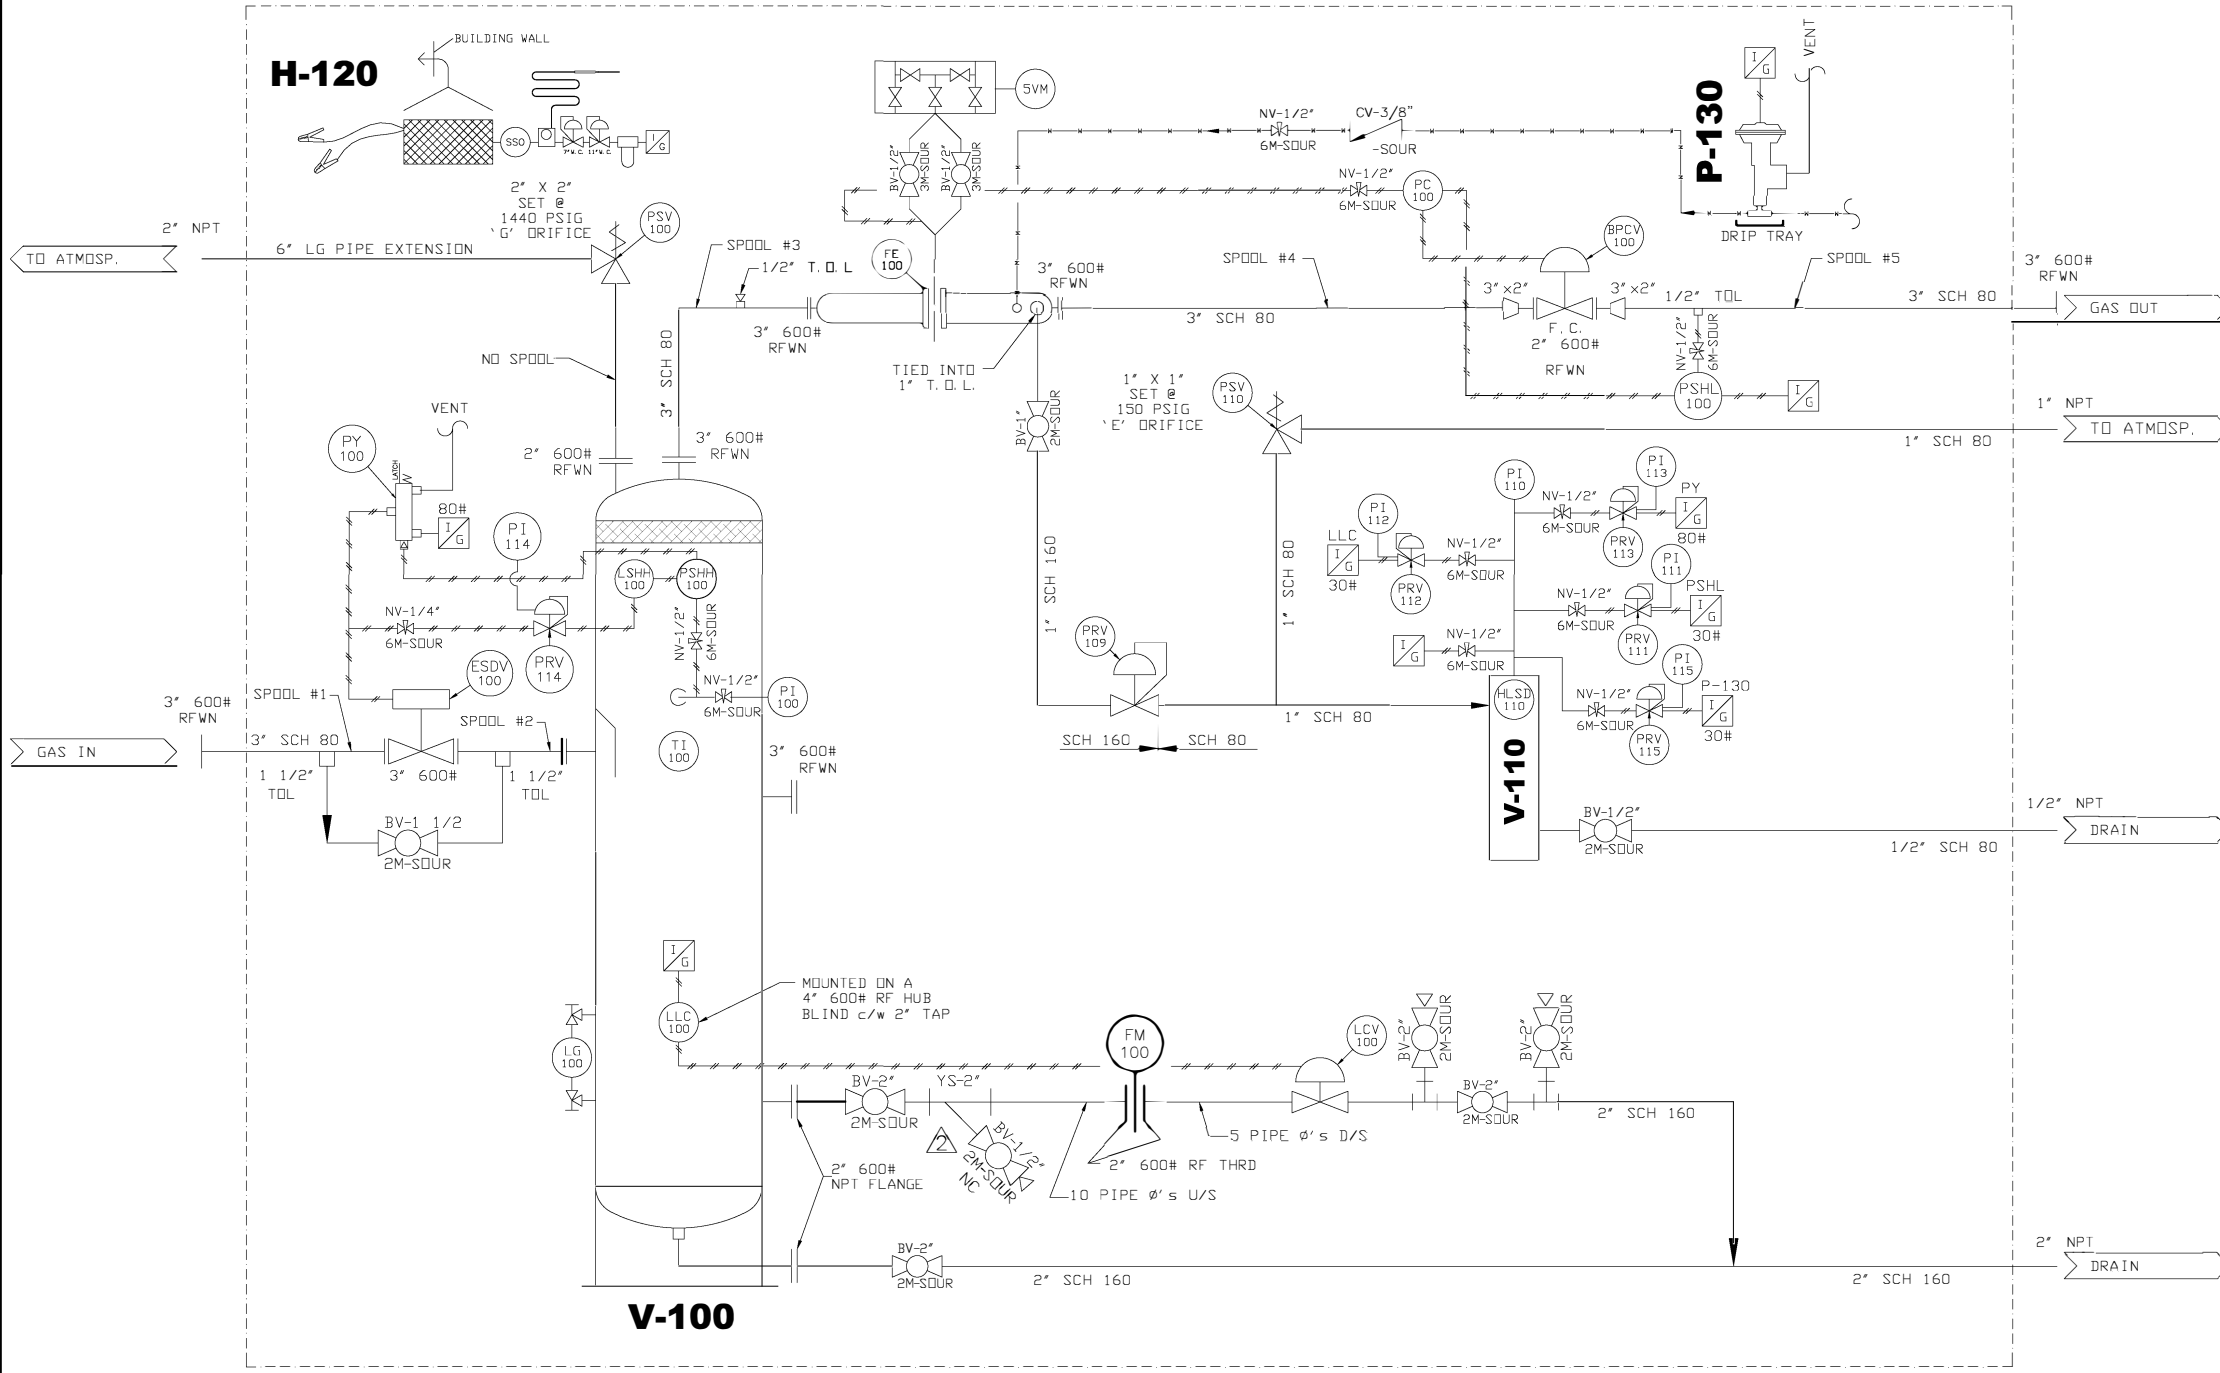 H-120
BUILDING WALL
SSO
7" W.C. 11" W.C.
I/G
2" X 2"
SET @
1440 PSIG
'G' ORIFICE
PSV
100
2" NPT
TO ATMOSP.
6" LG PIPE EXTENSION
5VM
BV-1/2"
3M-SOUR
BV-1/2"
3M-SOUR
NV-1/2"
6M-SOUR
CV-3/8"
-SOUR
NV-1/2"
6M-SOUR
PC
100
P-130
I/G
VENT
DRIP TRAY
BPCV
100
SPOOL #3
1/2" T.O.L
FE
100
3" 600#
RFWN
3" 600#
RFWN
SPOOL #4
3" SCH 80
3"x2"
3"x2"
F.C.
2" 600#
RFWN
1/2" TOL
SPOOL #5
3" SCH 80
3" 600#
RFWN
GAS OUT
NV-1/2"
6M-SOUR
PSHL
100
I/G
TIED INTO
1" T.O.L.
NO SPOOL
3" SCH 80
2" 600#
RFWN
3" 600#
RFWN
BV-1"
2M-SOUR
1" X 1"
SET @
150 PSIG
'E' ORIFICE
PSV
110
1" NPT
TO ATMOSP.
1" SCH 80
VENT
PY
100
LATCH
80#
I/G
PI
114
LSHH
100
PSHH
100
NV-1/4"
6M-SOUR
PRV
114
NV-1/2"
6M-SOUR
NV-1/2"
6M-SOUR
PI
100
TI
100
ESDV
100
3" 600#
RFWN
SPOOL #1
SPOOL #2
GAS IN
3" SCH 80
1 1/2"
TOL
3" 600#
1 1/2"
TOL
BV-1 1/2
2M-SOUR
3" 600#
RFWN
1" SCH 160
1" SCH 80
PRV
109
SCH 160
SCH 80
1" SCH 80
PI
110
PI
112
LLC
I/G
30#
PRV
112
NV-1/2"
6M-SOUR
NV-1/2"
6M-SOUR
PI
113
PY
I/G
80#
PRV
113
PI
111
PSHL
I/G
30#
NV-1/2"
6M-SOUR
PRV
111
I/G
NV-1/2"
6M-SOUR
PI
115
P-130
I/G
30#
NV-1/2"
6M-SOUR
PRV
115
HLSD
110
V-110
BV-1/2"
2M-SOUR
1/2" NPT
DRAIN
1/2" SCH 80
I/G
LLC
100
MOUNTED ON A
4" 600# RF HUB
BLIND c/w 2" TAP
LG
100
FM
100
LCV
100
BV-2"
2M-SOUR
BV-2"
2M-SOUR
BV-2"
2M-SOUR
YS-2"
2
BV-1/2"
2M-SOUR
NC
5 PIPE Ø's D/S
2" 600# RF THRD
10 PIPE Ø's U/S
BV-2"
2M-SOUR
2" SCH 160
2" 600#
NPT FLANGE
BV-2"
2M-SOUR
2" SCH 160
2" SCH 160
2" NPT
DRAIN
V-100